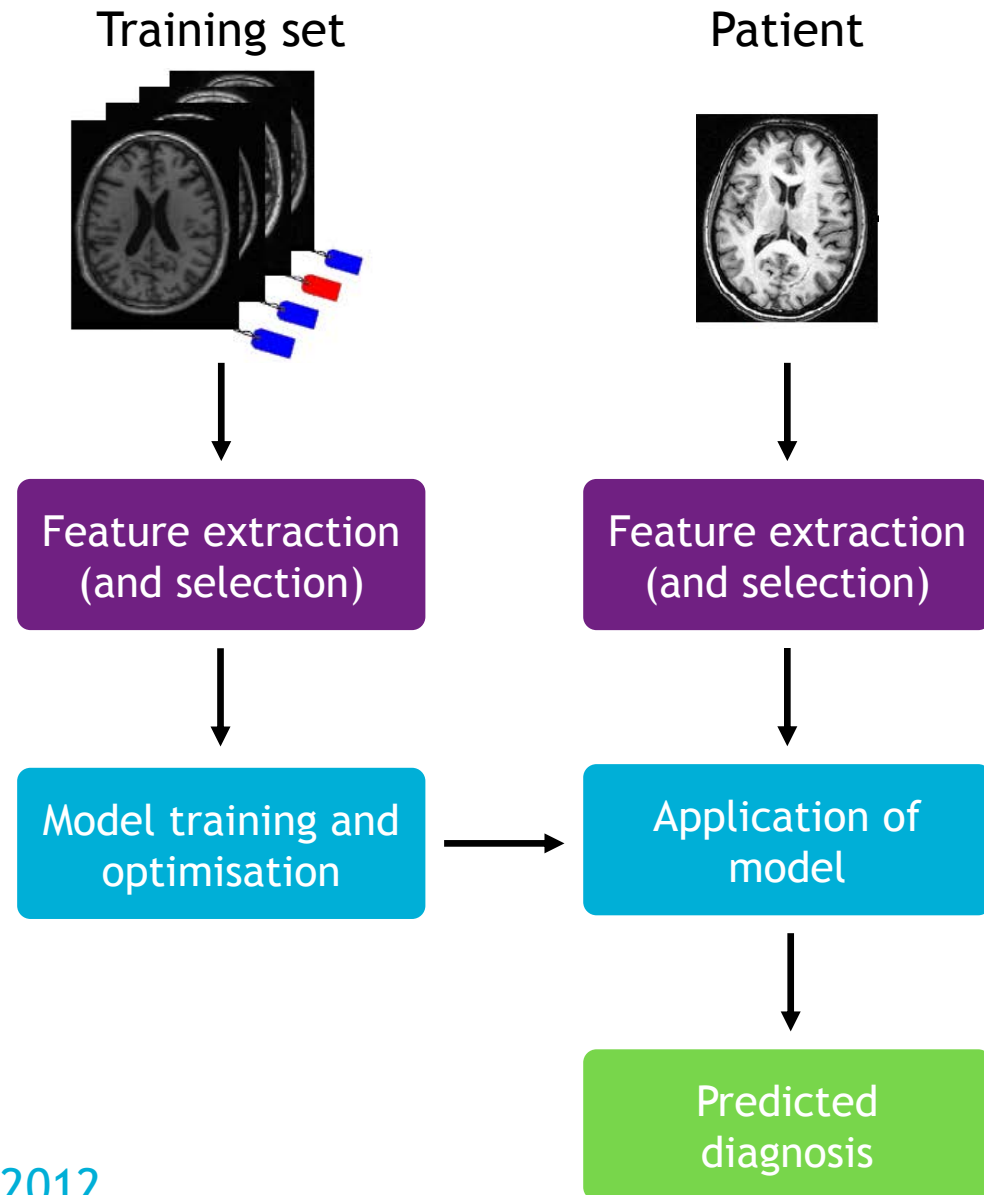 Training set
Patient
Feature extraction
(and selection)
Feature extraction
(and selection)
Model training and
optimisation
Application of
model
Predicted
diagnosis
2012